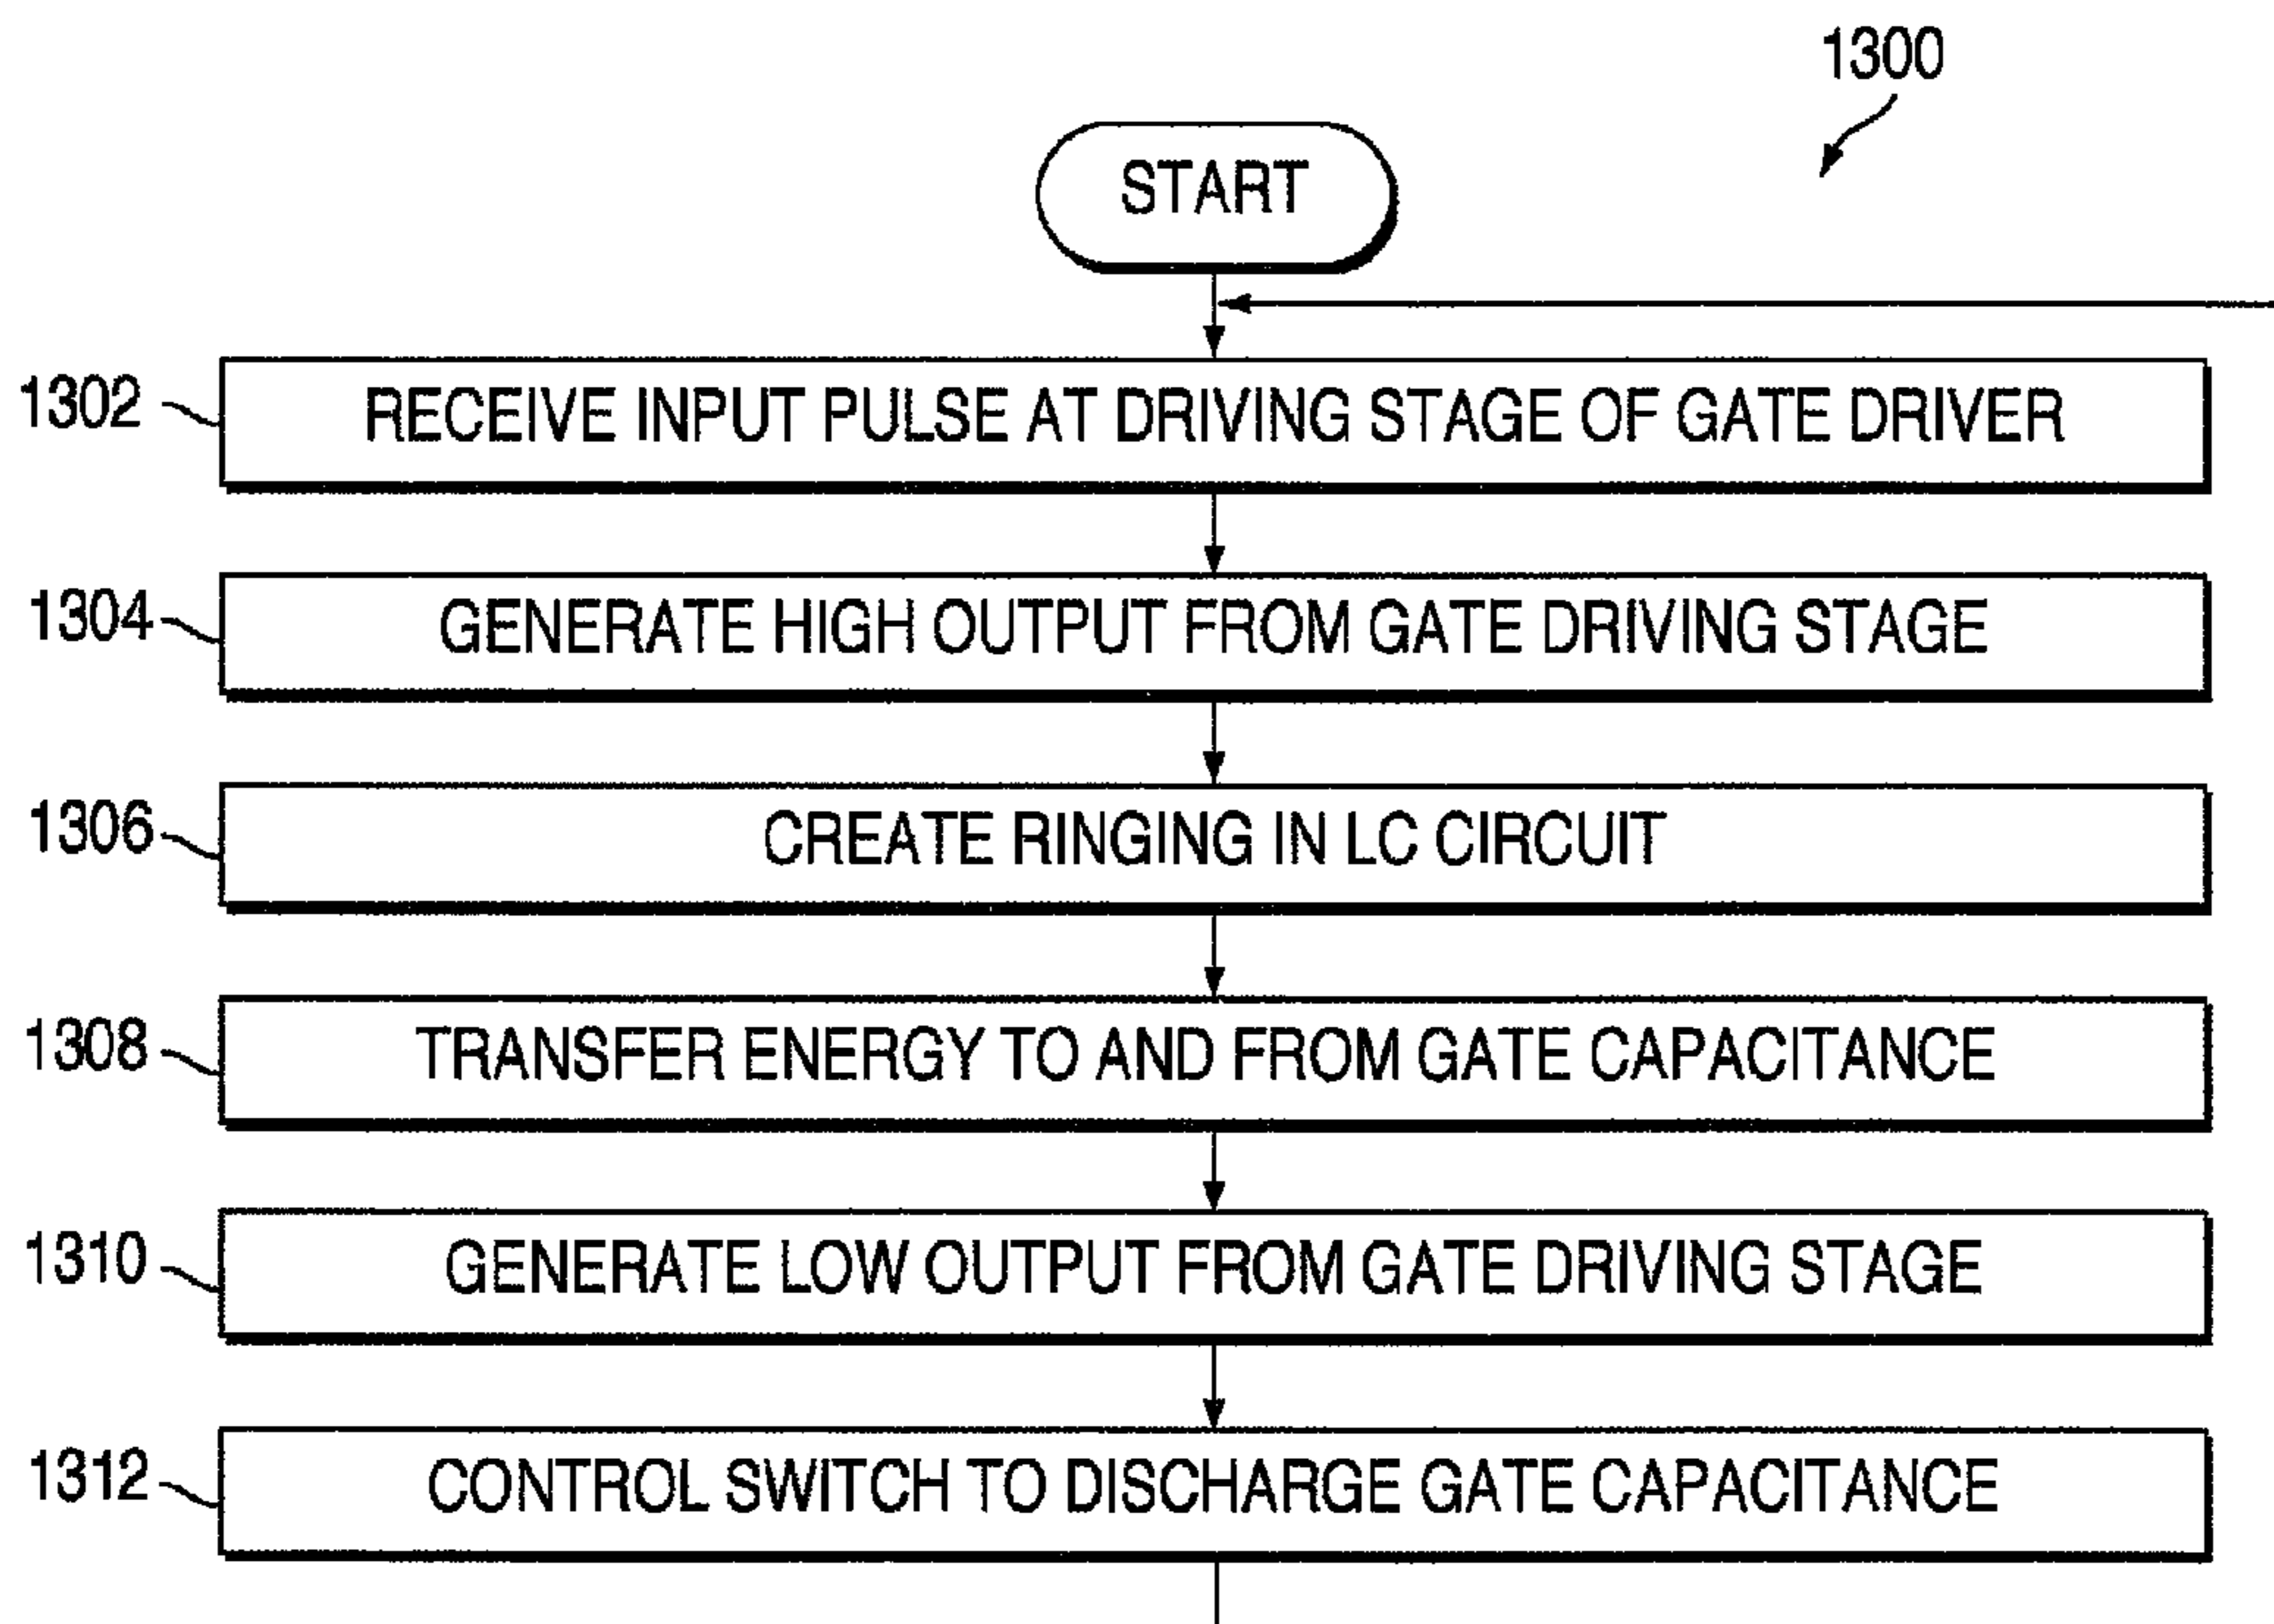 1300
START
1302
RECEIVE INPUT PULSE AT DRIVING STAGE OF GATE DRIVER
1304
GENERATE HIGH OUTPUT FROM GATE DRIVING STAGE
1306
CREATE RINGING IN LC CIRCUIT
1308
TRANSFER ENERGY TO AND FROM GATE CAPACITANCE
1310
GENERATE LOW OUTPUT FROM GATE DRIVING STAGE
1312
CONTROL SWITCH TO DISCHARGE GATE CAPACITANCE